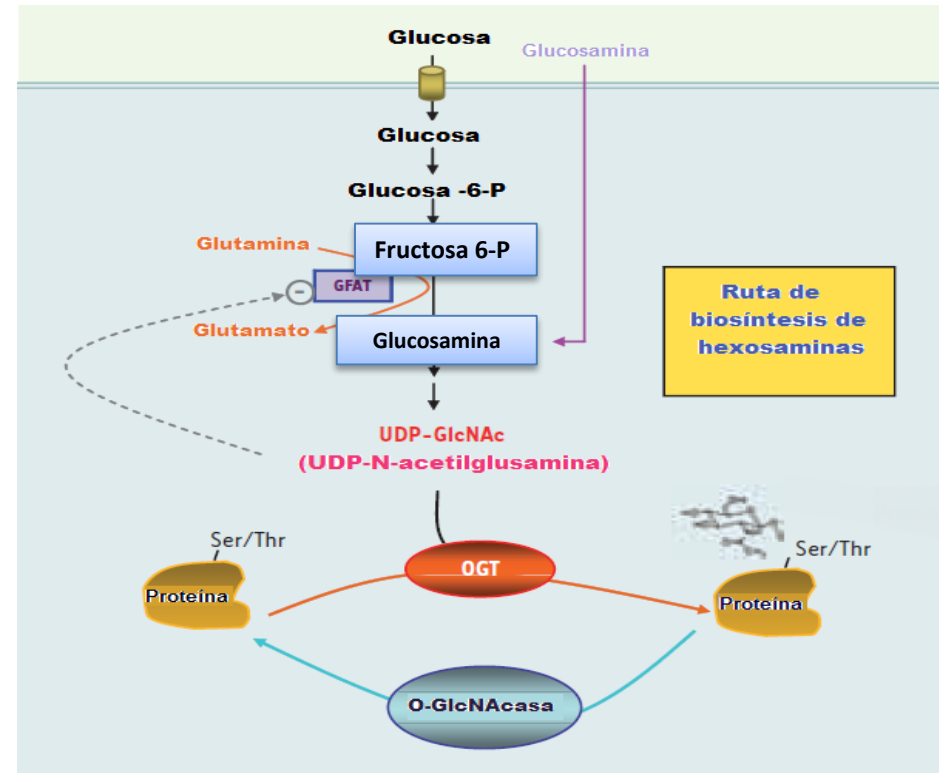 Glucosa
Glucosamina
Glucosa
Glucosa -6-P
Glutamina
Fructosa 6-P
GFAT
−
Glutamato
Glucosamina
Ruta de
biosíntesis de
hexosaminas
UDP-GlcNAc
(UDP-N-acetilglusamina)
Ser/Thr
Proteína
OGT
Ser/Thr
Proteína
O-GlcNAcasa